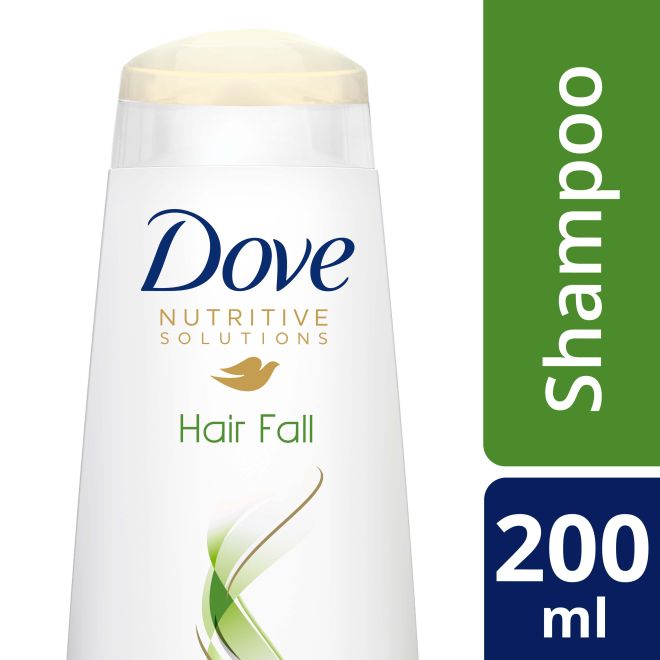 Dove
NUTRITIVE
SOLUTIONS
Hair Fall
Shampoo
200
ml